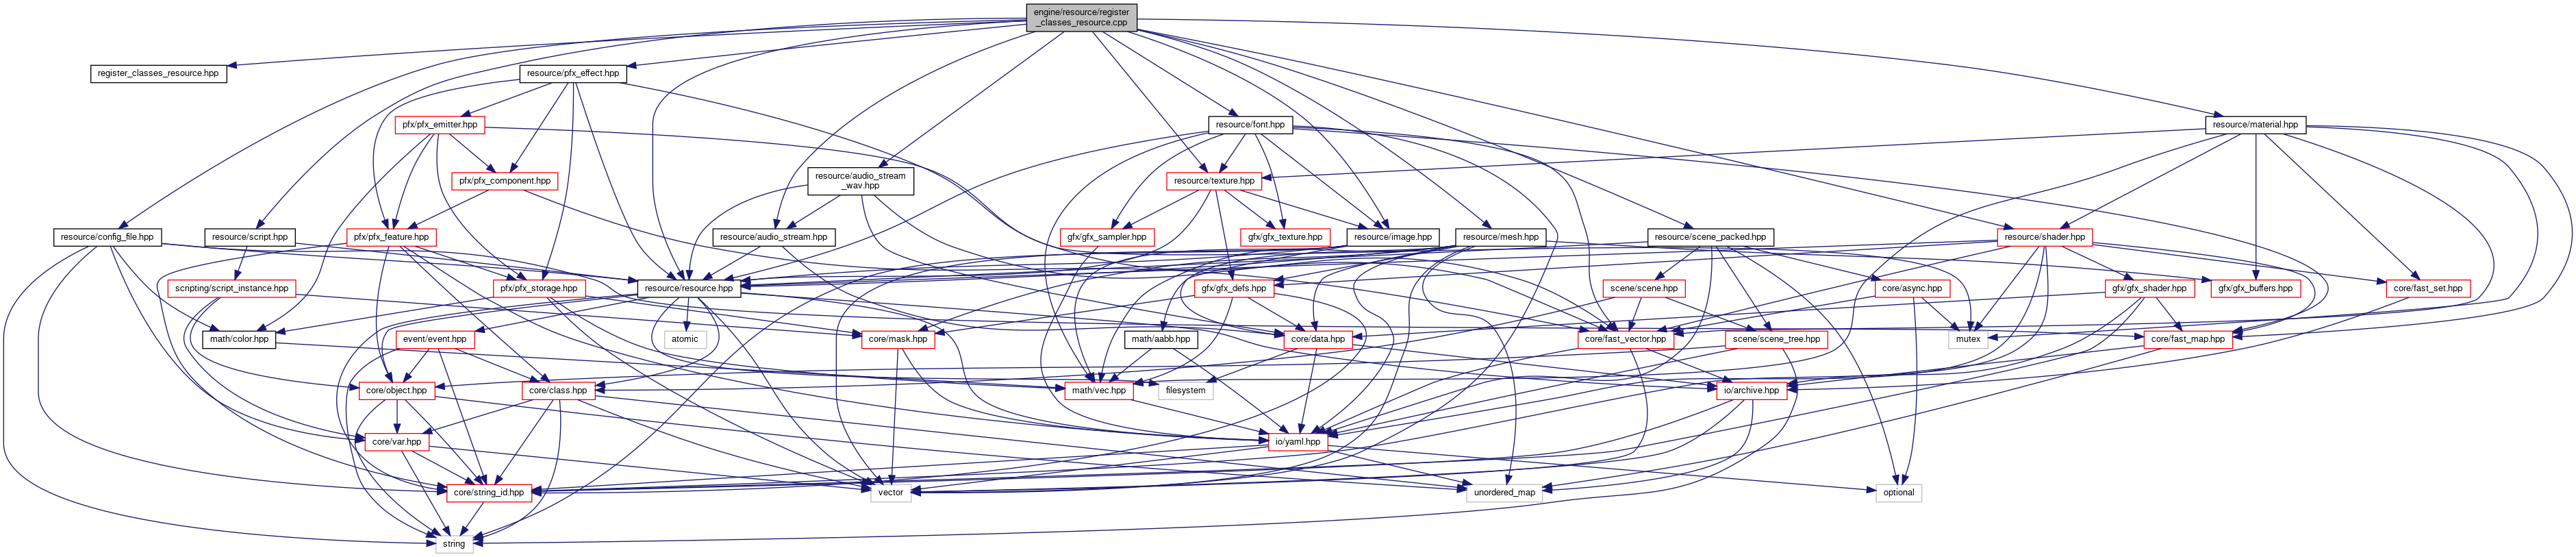 engine/resource/register
_classes_resource.cpp
register_classes_resource.hpp
resource/pfx_effect.hpp
pfx/pfx_emitter.hpp
resource/font.hpp
resource/material.hpp
pfx/pfx_component.hpp
resource/audio_stream
_wav.hpp
resource/texture.hpp
resource/config_file.hpp
resource/script.hpp
pfx/pfx_feature.hpp
resource/audio_stream.hpp
gfx/gfx_sampler.hpp
gfx/gfx_texture.hpp
resource/image.hpp
resource/mesh.hpp
resource/scene_packed.hpp
resource/shader.hpp
scripting/script_instance.hpp
pfx/pfx_storage.hpp
resource/resource.hpp
gfx/gfx_defs.hpp
scene/scene.hpp
core/async.hpp
gfx/gfx_shader.hpp
gfx/gfx_buffers.hpp
core/fast_set.hpp
math/color.hpp
event/event.hpp
atomic
core/mask.hpp
math/aabb.hpp
core/data.hpp
core/fast_vector.hpp
scene/scene_tree.hpp
mutex
core/fast_map.hpp
core/object.hpp
core/class.hpp
math/vec.hpp
filesystem
io/archive.hpp
core/var.hpp
io/yaml.hpp
core/string_id.hpp
vector
unordered_map
optional
string